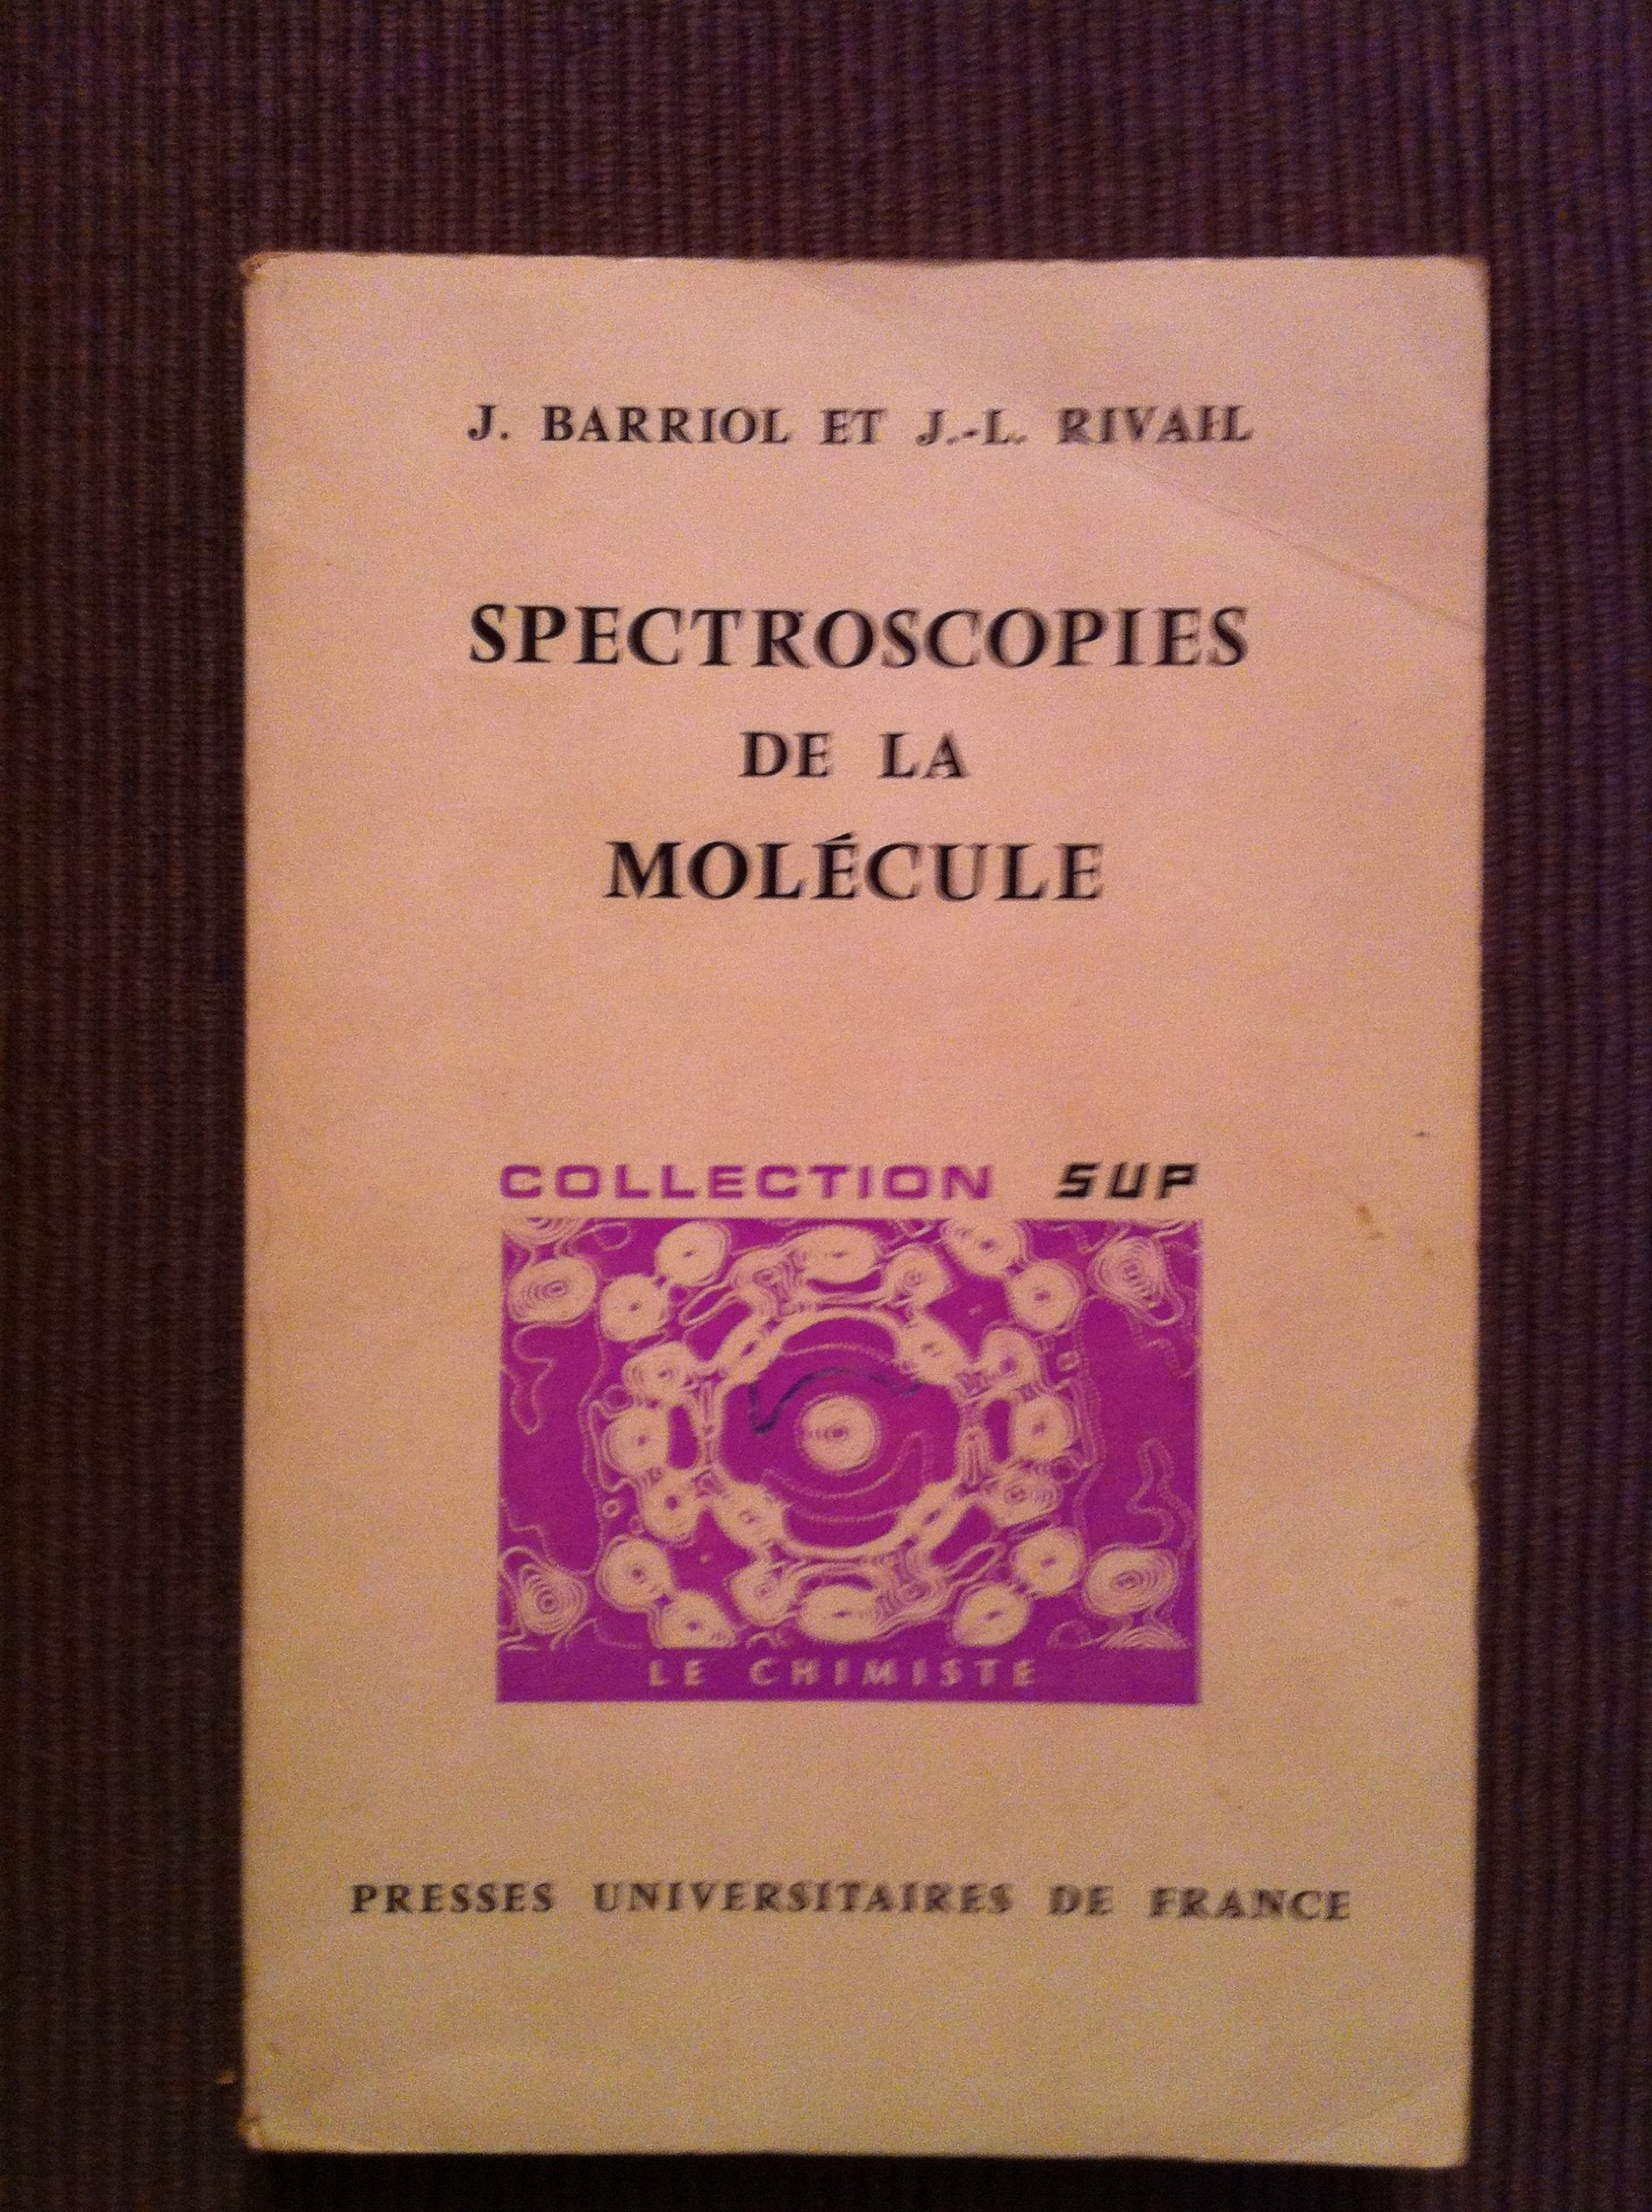 J. BARRIOL ET J.-L. RIVAIL
SPECTROSCOPIES
DE LA
MOLÉCULE
COLLECTION SUP
LE CHIMISTE
PRESSES UNIVERSITAIRES DE FRANCE